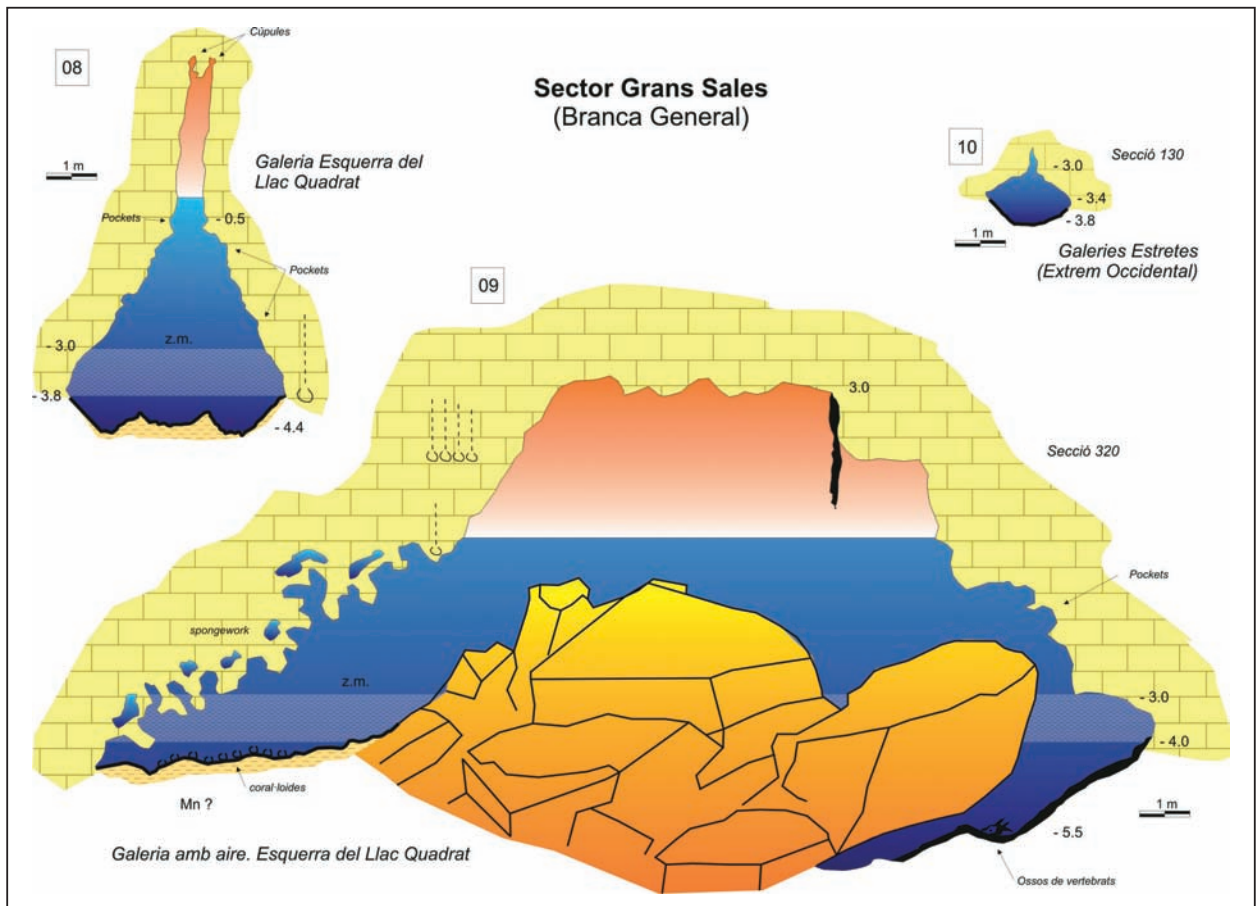 Sector Grans Sales
(Branca General)
08
Cúpules
1 m
Galeria Esquerra del
Llac Quadrat
Pockets
- 0.5
Pockets
z.m.
- 3.0
- 3.8
- 4.4
10
Secció 130
- 3.0
- 3.4
- 3.8
1 m
Galeries Estretes
(Extrem Occidental)
09
3.0
Secció 320
Pockets
spongework
z.m.
- 3.0
- 4.0
coral·loides
Mn ?
1 m
- 5.5
Galeria amb aire. Esquerra del Llac Quadrat
Ossos de vertebrats